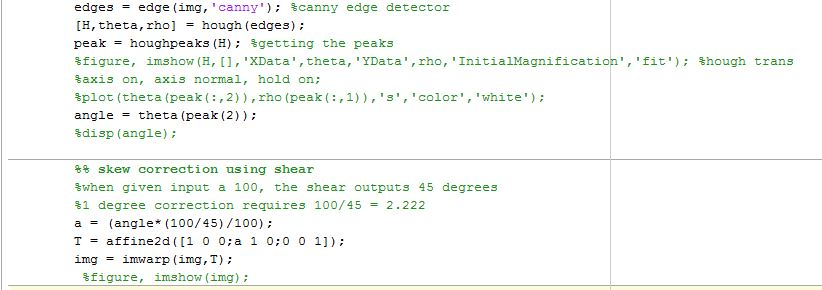 edges = edge(img,'canny'); %canny edge detector
[H,theta,rho] = hough(edges);
peak = houghpeaks(H); %getting the peaks
%figure, imshow(H,[],'XData',theta,'YData',rho,'InitialMagnification','fit'); %hough trans
%axis on, axis normal, hold on;
%plot(theta(peak(:,2)),rho(peak(:,1)),'s','color','white');
angle = theta(peak(2));
%disp(angle);
%% skew correction using shear
%when given input a 100, the shear outputs 45 degrees
%1 degree correction requires 100/45 = 2.222
a = (angle*(100/45)/100);
T = affine2d([1 0 0;a 1 0;0 0 1]);
img = imwarp(img,T);
%figure, imshow(img);